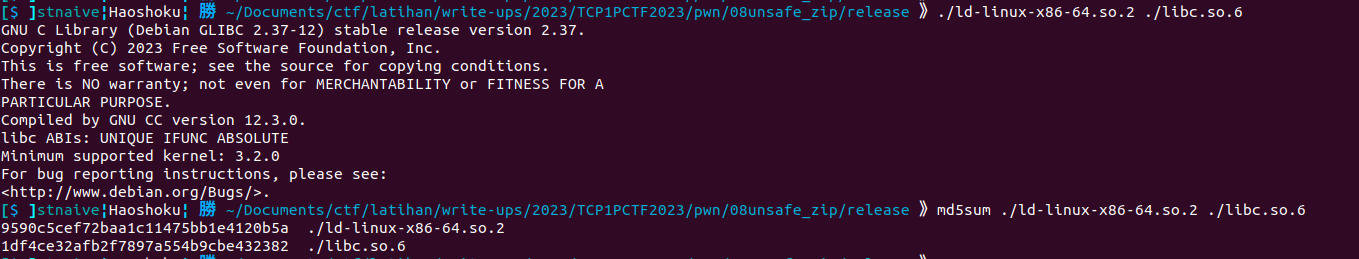 [$ ]stnaive¦Haoshoku¦ 勝 ~/Documents/ctf/latihan/write-ups/2023/TCP1PCTF2023/pwn/08unsafe_zip/release 》 ./ld-linux-x86-64.so.2 ./libc.so.6
GNU C Library (Debian GLIBC 2.37-12) stable release version 2.37.
Copyright (C) 2023 Free Software Foundation, Inc.
This is free software; see the source for copying conditions.
There is NO warranty; not even for MERCHANTABILITY or FITNESS FOR A
PARTICULAR PURPOSE.
Compiled by GNU CC version 12.3.0.
libc ABIs: UNIQUE IFUNC ABSOLUTE
Minimum supported kernel: 3.2.0
For bug reporting instructions, please see:
<http://www.debian.org/Bugs/>.
[$ ]stnaive¦Haoshoku¦ 勝 ~/Documents/ctf/latihan/write-ups/2023/TCP1PCTF2023/pwn/08unsafe_zip/release 》 md5sum ./ld-linux-x86-64.so.2 ./libc.so.6
9590c5cef72baa1c11475bb1e4120b5a  ./ld-linux-x86-64.so.2
1df4ce32afb2f7897a554b9cbe432382  ./libc.so.6